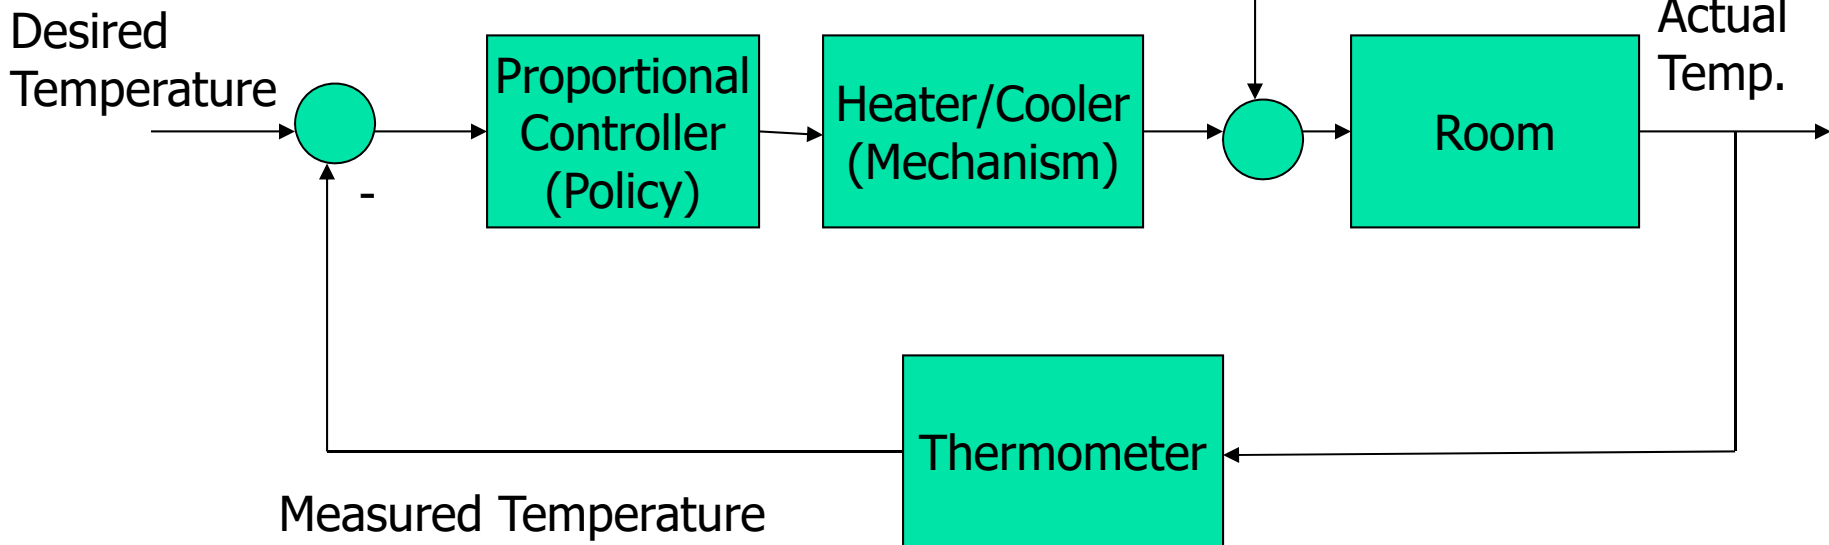 Desired
Temperature
-
Proportional
Controller
(Policy)
Heater/Cooler
(Mechanism)
Room
Actual
Temp.
Thermometer
Measured Temperature